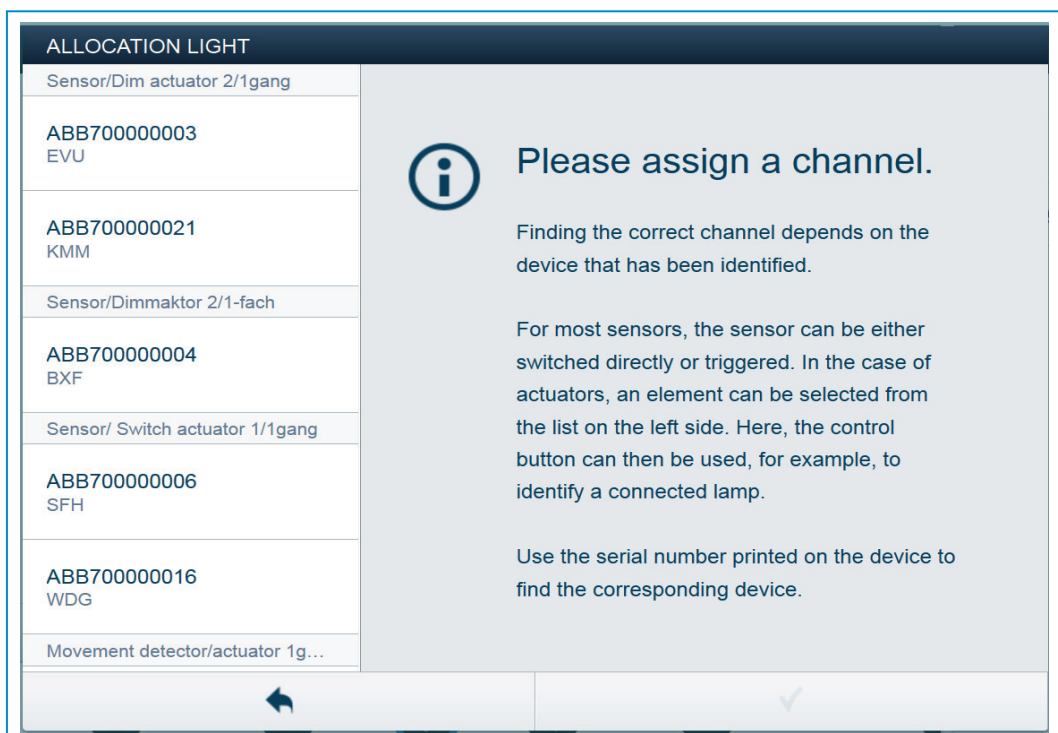 ALLOCATION LIGHT
Sensor/Dim actuator 2/1gang
ABB700000003
EVU
ABB700000021
KMM
Sensor/Dimmaktor 2/1-fach
ABB700000004
BXF
Sensor/ Switch actuator 1/1gang
ABB700000006
SFH
ABB700000016
WDG
Movement detector/actuator 1g...
Please assign a channel.
Finding the correct channel depends on the
device that has been identified.
For most sensors, the sensor can be either
switched directly or triggered. In the case of
actuators, an element can be selected from
the list on the left side. Here, the control
button can then be used, for example, to
identify a connected lamp.
Use the serial number printed on the device to
find the corresponding device.